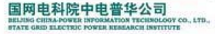 国网电科院中电普华公司
BEIJING CHINA-POWER INFORMATION TECHNOLOGY CO., LTD.,
STATE GRID ELECTRIC POWER RESEARCH INSTITUTE